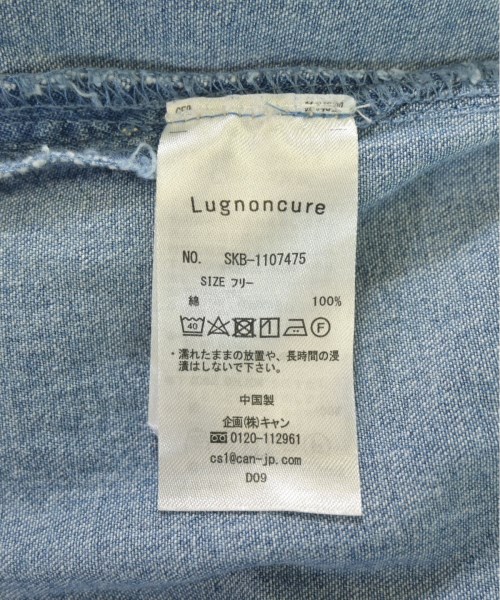 Lugnoncure
NO. SKB-1107475
SIZE フリー
綿 100%
40 F
・濡れたままの放置や、長時間の浸
漬はしないで下さい。
中国製
企画(株)キャン
0120-112961
cs1@can-jp.com
D09